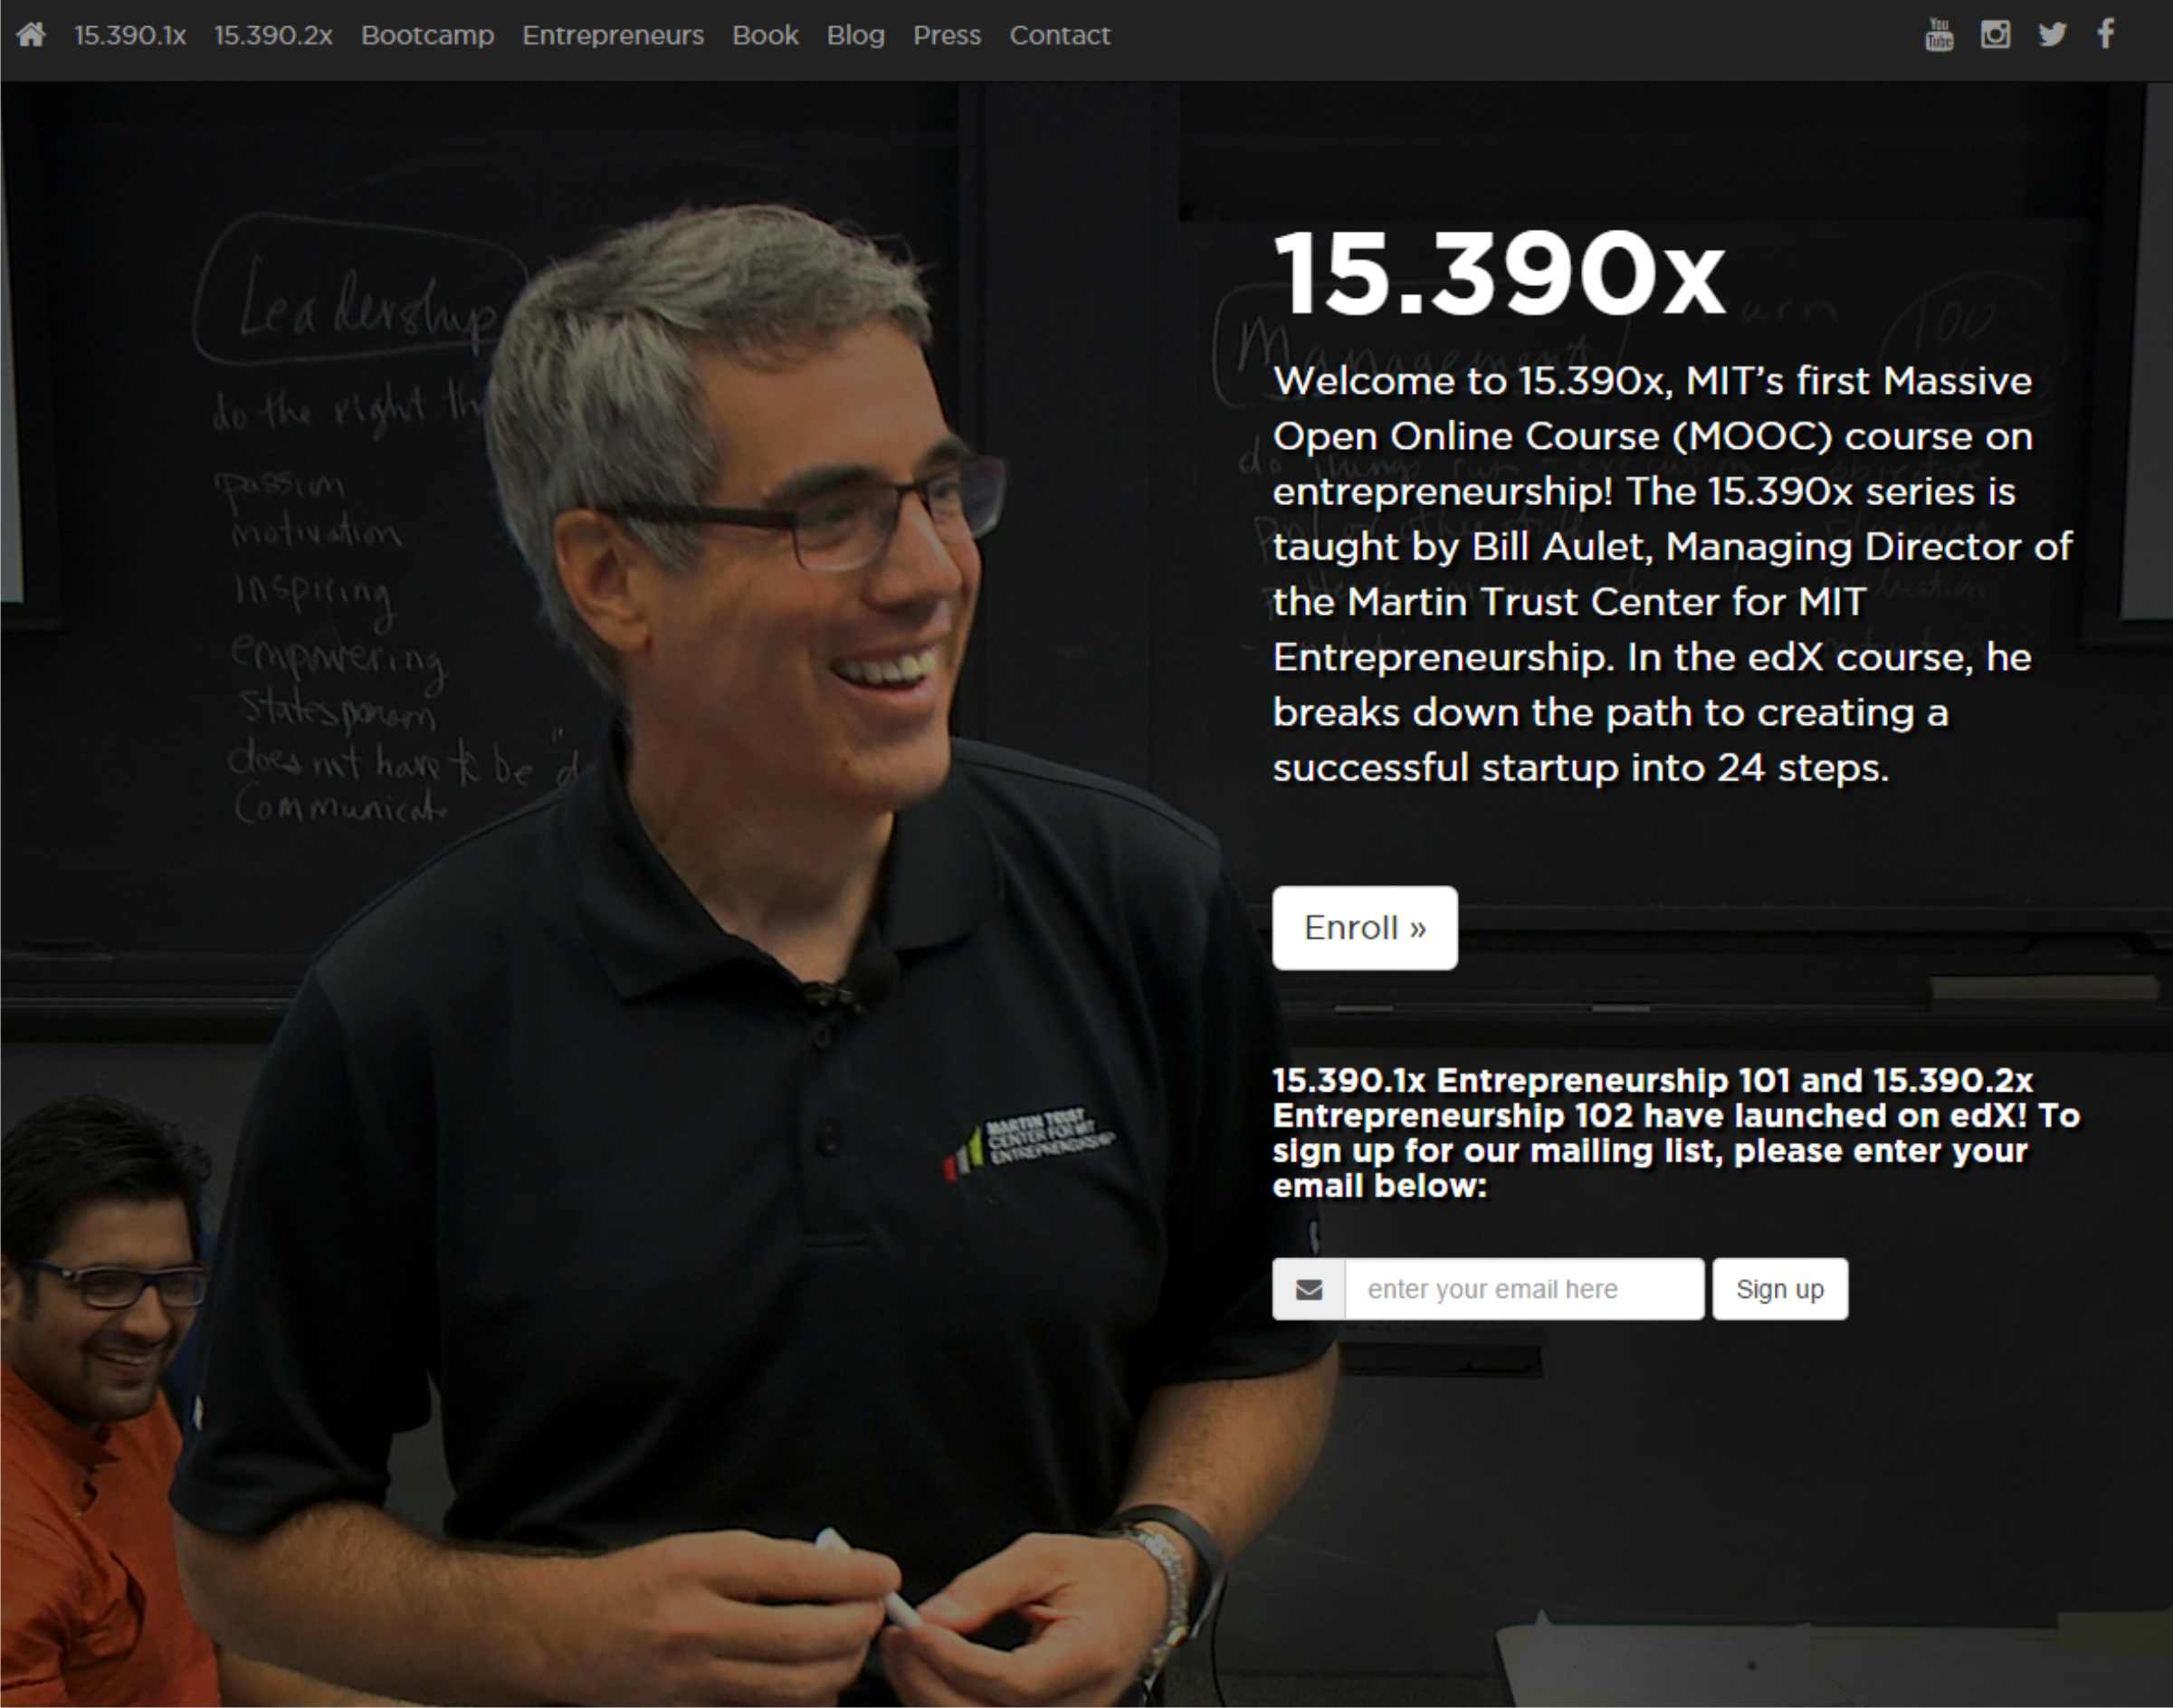 15.390.1x 15.390.2x Bootcamp Entrepreneurs Book Blog Press Contact
You Tube
15.390x
Welcome to 15.390x, MIT’s first Massive
Open Online Course (MOOC) course on
entrepreneurship! The 15.390x series is
taught by Bill Aulet, Managing Director of
the Martin Trust Center for MIT
Entrepreneurship. In the edX course, he
breaks down the path to creating a
successful startup into 24 steps.
Enroll »
15.390.1x Entrepreneurship 101 and 15.390.2x
Entrepreneurship 102 have launched on edX! To
sign up for our mailing list, please enter your
email below:
enter your email here Sign up
Leadership
do the right th
passion
motivation
Inspiring
empowering
does not have to be "d
Communicate
Management
MARTIN TRUST
CENTER FOR MIT
ENTREPRENEURSHIP